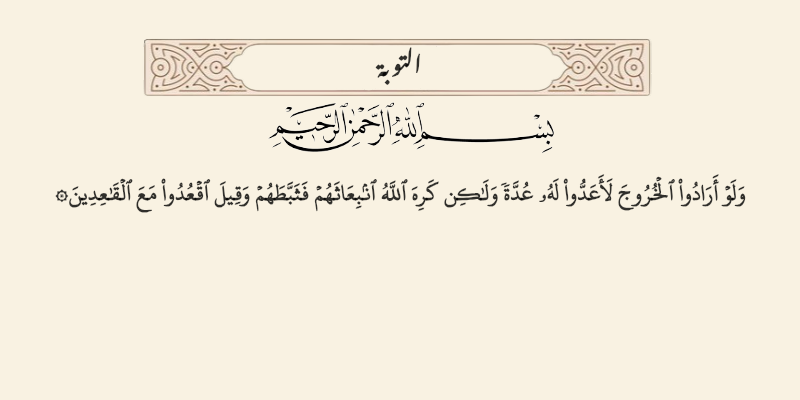 التوبة
بِسْمِ ٱللَّهِ ٱلرَّحْمَٰنِ ٱلرَّحِيمِ
وَلَوْ أَرَادُوا۟ ٱلْخُرُوجَ لَأَعَدُّوا۟ لَهُۥ عُدَّةً وَلَـٰكِن كَرِهَ ٱللَّهُ ٱنۢبِعَاثَهُمْ فَثَبَّطَهُمْ وَقِيلَ ٱقْعُدُوا۟ مَعَ ٱلْقَـٰعِدِينَ۞